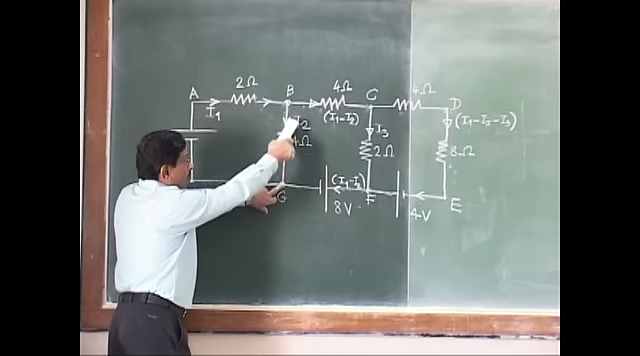 2Ω 4Ω 4Ω
A B C D
I₁ I₂ (I₁-I₂) I₃ (I₁-I₂-I₃)
4Ω 2Ω 8Ω
G (I₁-I₂) F E
8V 4V